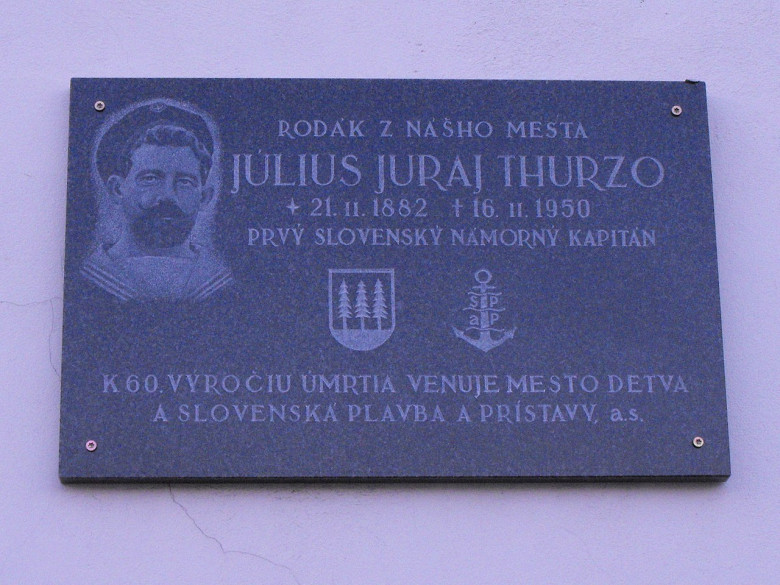 RODÁK Z NÁŠHO MESTA
JÚLIUS JURAJ THURZO
+ 21. 11. 1882 † 16. 11. 1950
PRVÝ SLOVENSKÝ NÁMORNÝ KAPITÁN
SP
aP
K 60. VÝROČIU ÚMRTIA VENUJE MESTO DETVA
A SLOVENSKÁ PLAVBA A PRÍSTAVY, a.s.